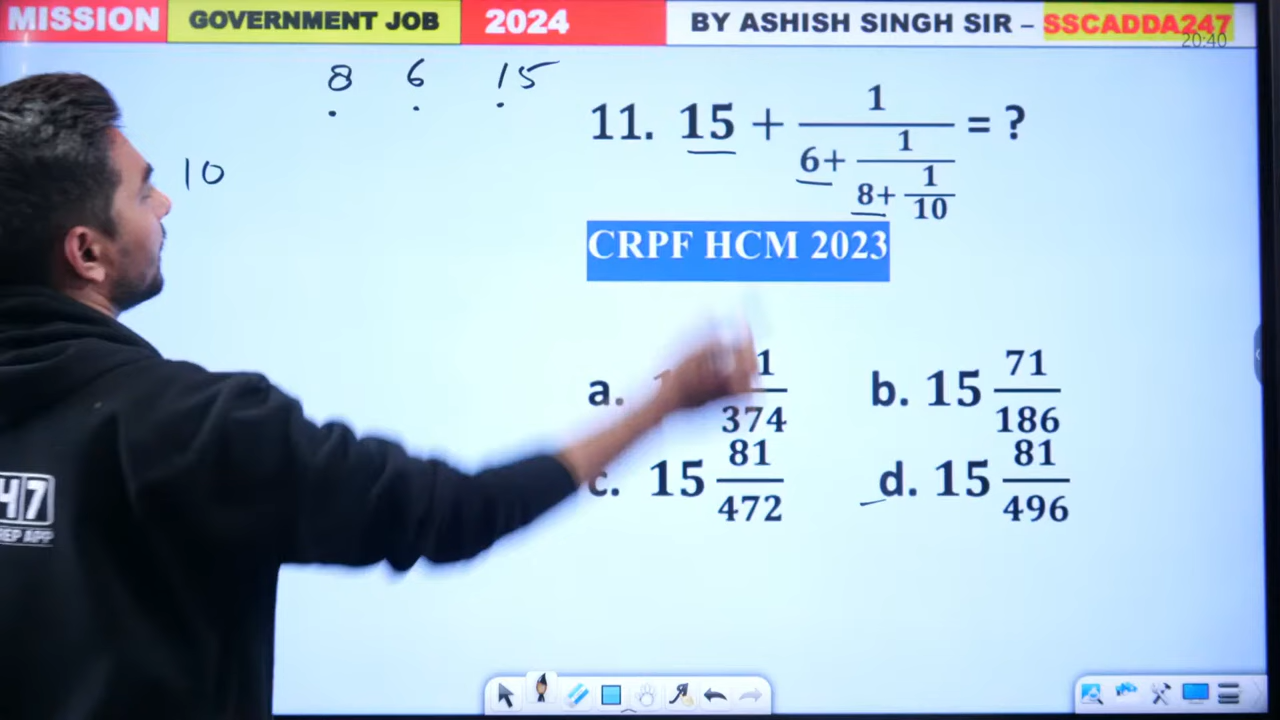 MISSION GOVERNMENT JOB 2024 BY ASHISH SINGH SIR – SSCADDA247
20:40
8 6 15
10
11. 15 + 1/(6+ 1/(8+ 1/10)) = ?
CRPF HCM 2023
a. 374
b. 15 71/186
c. 15 81/472
d. 15 81/496
47